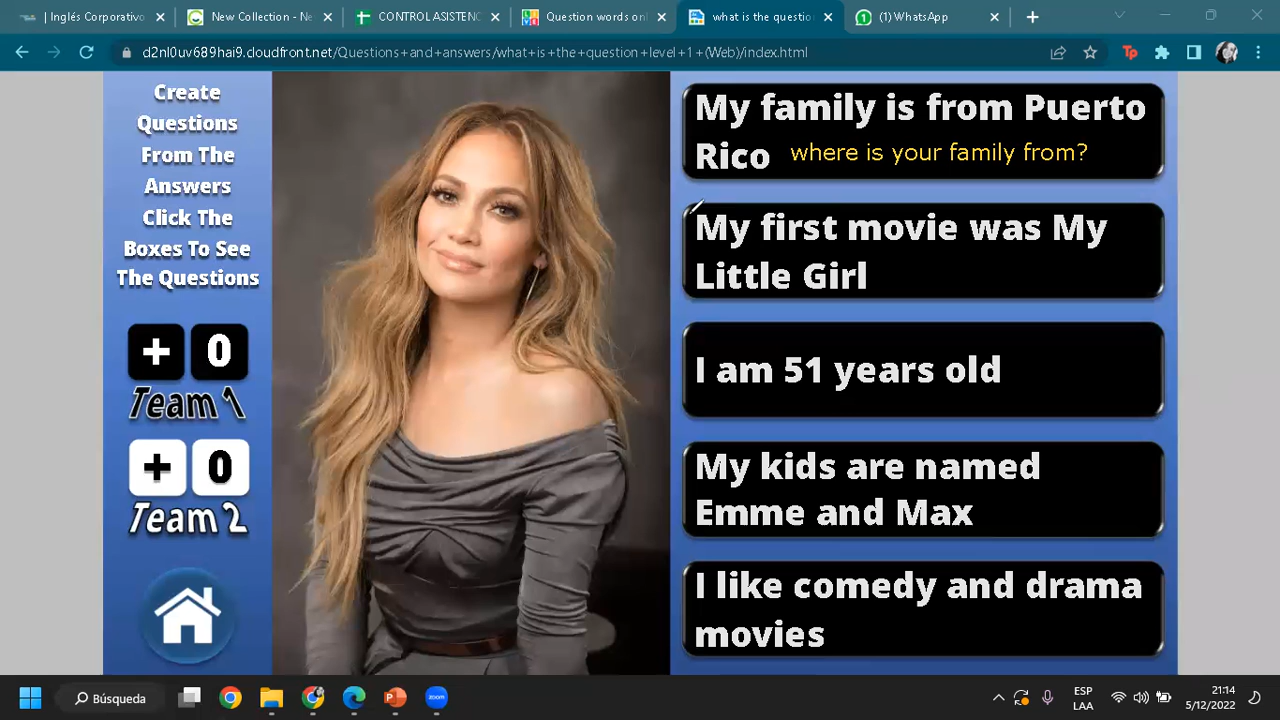 | Inglés Corporativo
New Collection - Ne
CONTROL ASISTENC
Question words onl
what is the questio
(1) WhatsApp
d2nl0uv689hai9.cloudfront.net/Questions+and+answers/what+is+the+question+level+1+(Web)/index.html
Create
Questions
From The
Answers
Click The
Boxes To See
The Questions
+ 0
Team 1
+ 0
Team 2
My family is from Puerto
Rico where is your family from?
My first movie was My
Little Girl
I am 51 years old
My kids are named
Emme and Max
I like comedy and drama
movies
Búsqueda
zoom
ESP
LAA
21:14
5/12/2022